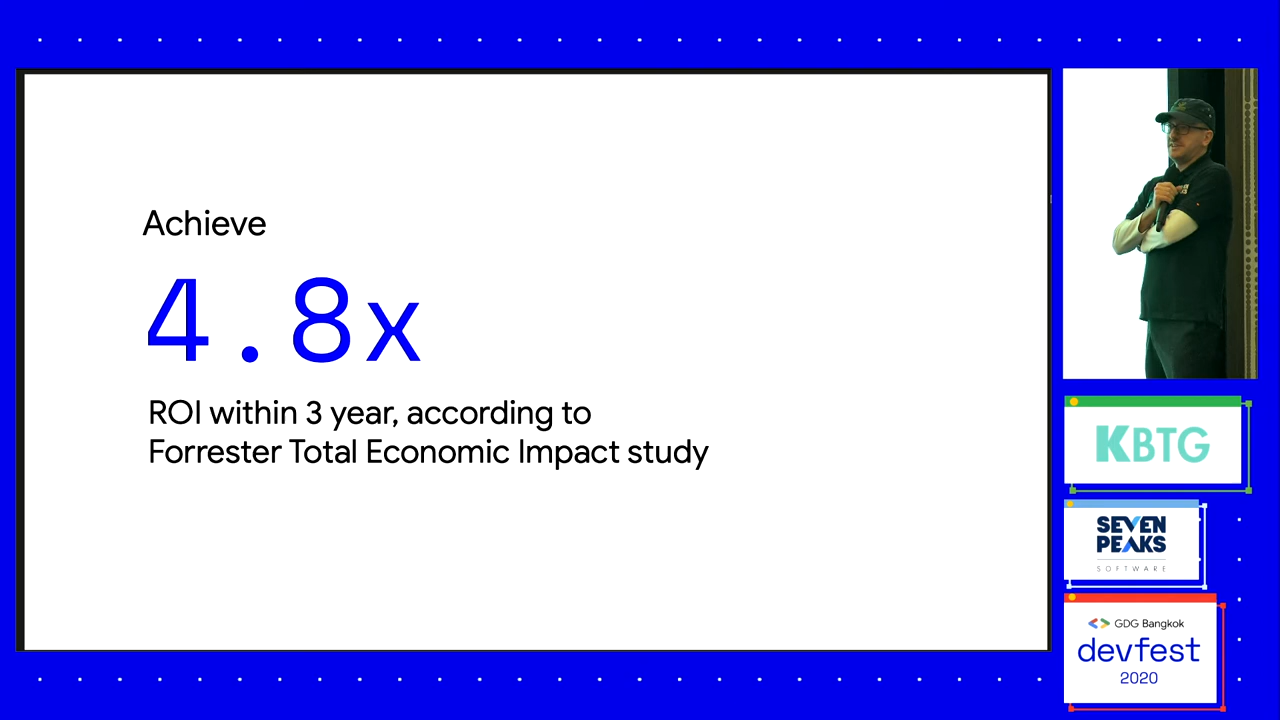 Achieve
4.8x
ROI within 3 year, according to
Forrester Total Economic Impact study
KBTG
SEVEN
PEAKS
SOFTWARE
GDG Bangkok
devfest
2020